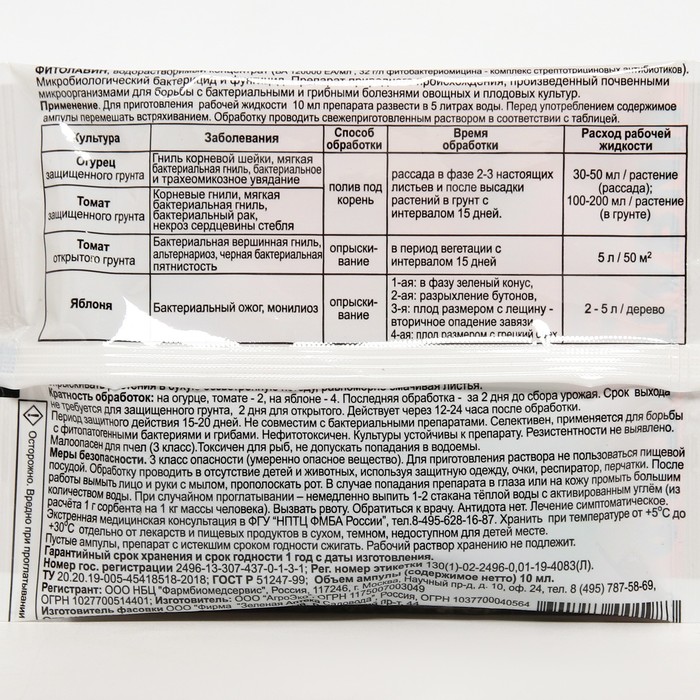 ФИТОЛАВИН, водорастворимый концентрат (БА 120000 ЕА/мл, 32 г/л фитобактериомицина - комплекс стрептотрициновых антибиотиков).
Микробиологический бактерицид и фунгицид. Препарат природного происхождения, произведенный почвенными
микроорганизмами для борьбы с бактериальными и грибными болезнями овощных и плодовых культур.
Применение. Для приготовления рабочей жидкости 10 мл препарата развести в 5 литрах воды. Перед употреблением содержимое
ампулы перемешать встряхиванием. Обработку проводить свежеприготовленным раствором в соответствии с таблицей.
Культура Заболевания Способ обработки Время обработки Расход рабочей жидкости
Огурец защищенного грунта Гниль корневой шейки, мягкая бактериальная гниль, бактериальное и трахеомикозное увядание
Томат защищенного грунта Корневые гнили, мягкая бактериальная гниль, бактериальный рак, некроз сердцевины стебля
полив под корень рассада в фазе 2-3 настоящих листьев и после высадки растений в грунт с интервалом 15 дней. 30-50 мл / растение (рассада); 100-200 мл / растение (в грунте)
Томат открытого грунта Бактериальная вершинная гниль, альтернариоз, черная бактериальная пятнистость опрыски-вание в период вегетации с интервалом 15 дней 5 л / 50 м²
Яблоня Бактериальный ожог, монилиоз опрыски-вание 1-ая: в фазу зеленый конус, 2-ая: разрыхление бутонов, 3-я: плод размером с лещину - вторичное опадение завязи 4-ая: плод размером с грецкий 2 - 5 л / дерево
равномерно смачивая листья.
Кратность обработок: на огурце, томате - 2, на яблоне - 4. Последняя обработка - за 2 дня до сбора урожая. Срок выхода
не требуется для защищенного грунта, 2 дня для открытого. Действует через 12-24 часа после обработки.
Период защитного действия 15-20 дней. Не совместим с бактериальными препаратами. Селективен, применяется для борьбы
с фитопатогенными бактериями и грибами. Нефитотоксичен. Культуры устойчивы к препарату. Резистентности не выявлено.
Малоопасен для пчел (3 класс).Токсичен для рыб, не допускать попадания в водоемы.
Меры безопасности. 3 класс опасности (умеренно опасное вещество). Для приготовления раствора не пользоваться пищевой
посудой. Обработку проводить в отсутствие детей и животных, используя защитную одежду, очки, респиратор, перчатки. После
работы вымыть лицо и руки с мылом, прополоскать рот. В случае попадания препарата в глаза или на кожу промыть большим
количеством воды. При случайном проглатывании – немедленно выпить 1-2 стакана тёплой воды с активированным углём (из
расчёта 1 г сорбента на 1 кг массы человека). Вызвать рвоту. Обратиться к врачу. Антидота нет. Лечение симптоматическое.
Экстренная медицинская консультация в ФГУ "НПТЦ ФМБА России", тел.8-495-628-16-87. Хранить при температуре от +5°С до
+30°С отдельно от лекарств и пищевых продуктов в сухом, темном, недоступном для детей месте.
Пустые ампулы, препарат с истекшим сроком годности сжигать. Рабочий раствор хранению не подлежит.
Гарантийный срок хранения и срок годности 1 год с даты изготовления.
Номер гос. регистрации 2496-13-307-437-0-1-3-1; Рег. номер этикетки 130(1)-02-2496-0,01-19-4083(Л).
ТУ 20.20.19-005-45418518-2018; ГОСТ Р 51247-99; Объем ампулы (содержимое нетто) 10 мл.
Регистрант: ООО НБЦ "Фармбиомедсервис", Россия, 117246, г. Москва, Научный пр-д, д. 10, оф. 24, тел. 8 (495) 787-58-69,
ОГРН 1027700514401; Изготовитель: ООО "АгроЭко", ОГРН 1175007003049
Изготовитель фасовки ООО "Фирма "Зеленая Аптека Садовода", Россия, ОГРН 1037700040564
Осторожно. Вредно при проглатывании